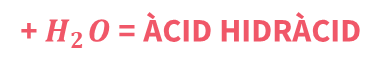 + H₂O = ÀCID HIDRÀCID